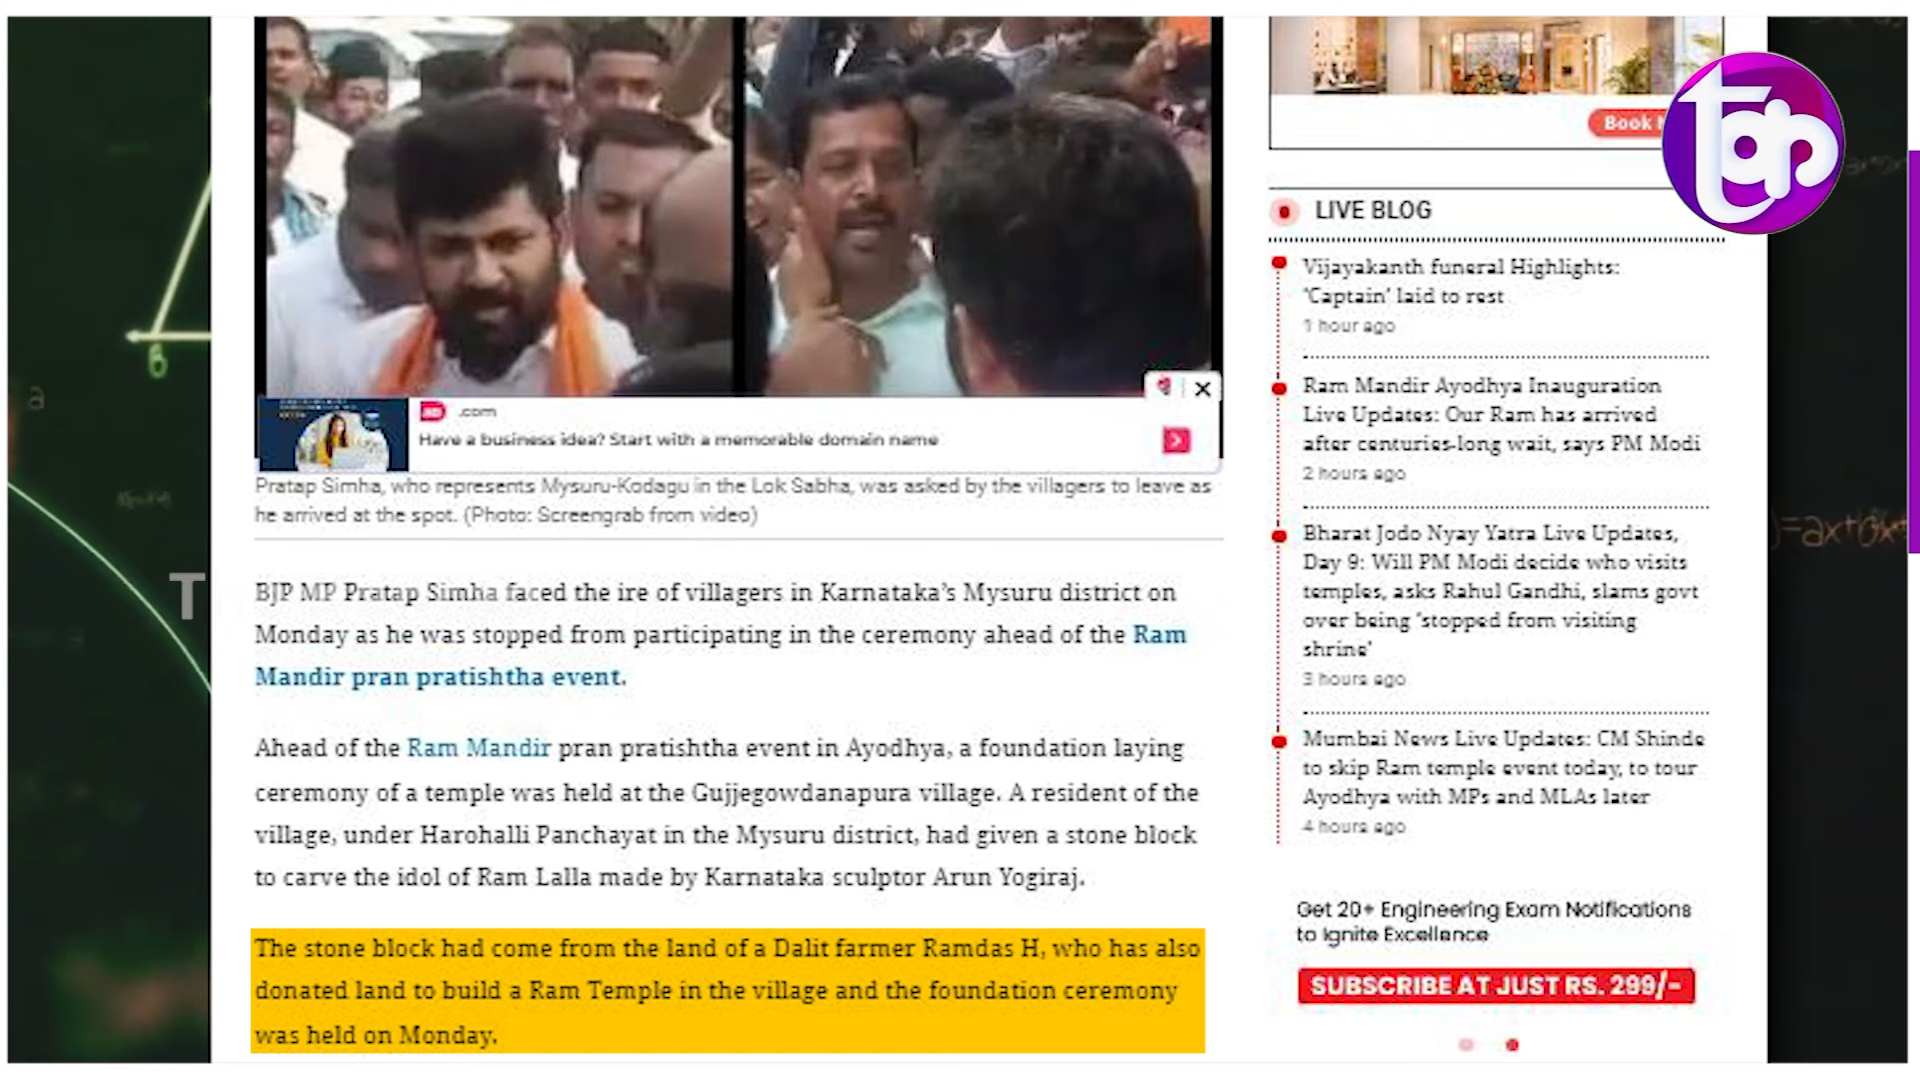 Book
LIVE BLOG
Vijayakanth funeral Highlights:
‘Captain’ laid to rest
1 hour ago
Ram Mandir Ayodhya Inauguration
Live Updates: Our Ram has arrived
after centuries-long wait, says PM Modi
2 hours ago
Bharat Jodo Nyay Yatra Live Updates,
Day 9: Will PM Modi decide who visits
temples, asks Rahul Gandhi, slams govt
over being ‘stopped from visiting
shrine’
3 hours ago
Mumbai News Live Updates: CM Shinde
to skip Ram temple event today, to tour
Ayodhya with MPs and MLAs later
4 hours ago
Get 20+ Engineering Exam Notifications
to Ignite Excellence
SUBSCRIBE AT JUST RS. 299/-
.com
Have a business idea? Start with a memorable domain name
Pratap Simha, who represents Mysuru-Kodagu in the Lok Sabha, was asked by the villagers to leave as
he arrived at the spot. (Photo: Screengrab from video)
BJP MP Pratap Simha faced the ire of villagers in Karnataka’s Mysuru district on
Monday as he was stopped from participating in the ceremony ahead of the Ram
Mandir pran pratishtha event.
Ahead of the Ram Mandir pran pratishtha event in Ayodhya, a foundation laying
ceremony of a temple was held at the Gujjegowdanapura village. A resident of the
village, under Harohalli Panchayat in the Mysuru district, had given a stone block
to carve the idol of Ram Lalla made by Karnataka sculptor Arun Yogiraj.
The stone block had come from the land of a Dalit farmer Ramdas H, who has also
donated land to build a Ram Temple in the village and the foundation ceremony
was held on Monday.